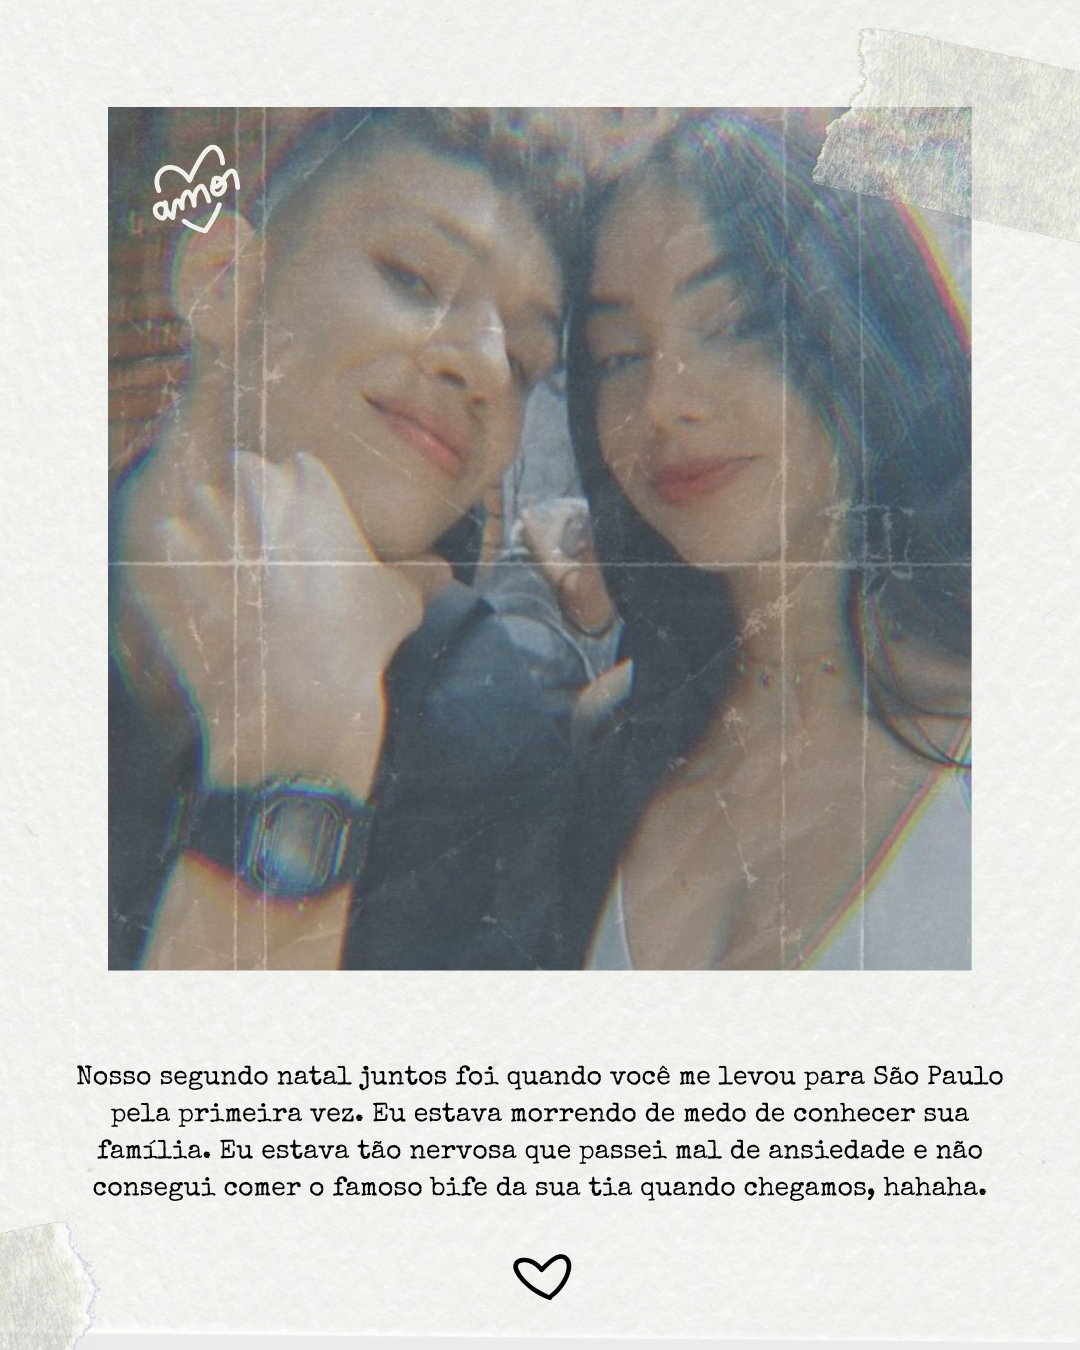 amor
Nosso segundo natal juntos foi quando você me levou para São Paulo
pela primeira vez. Eu estava morrendo de medo de conhecer sua
família. Eu estava tão nervosa que passei mal de ansiedade e não
consegui comer o famoso bife da sua tia quando chegamos, hahaha.